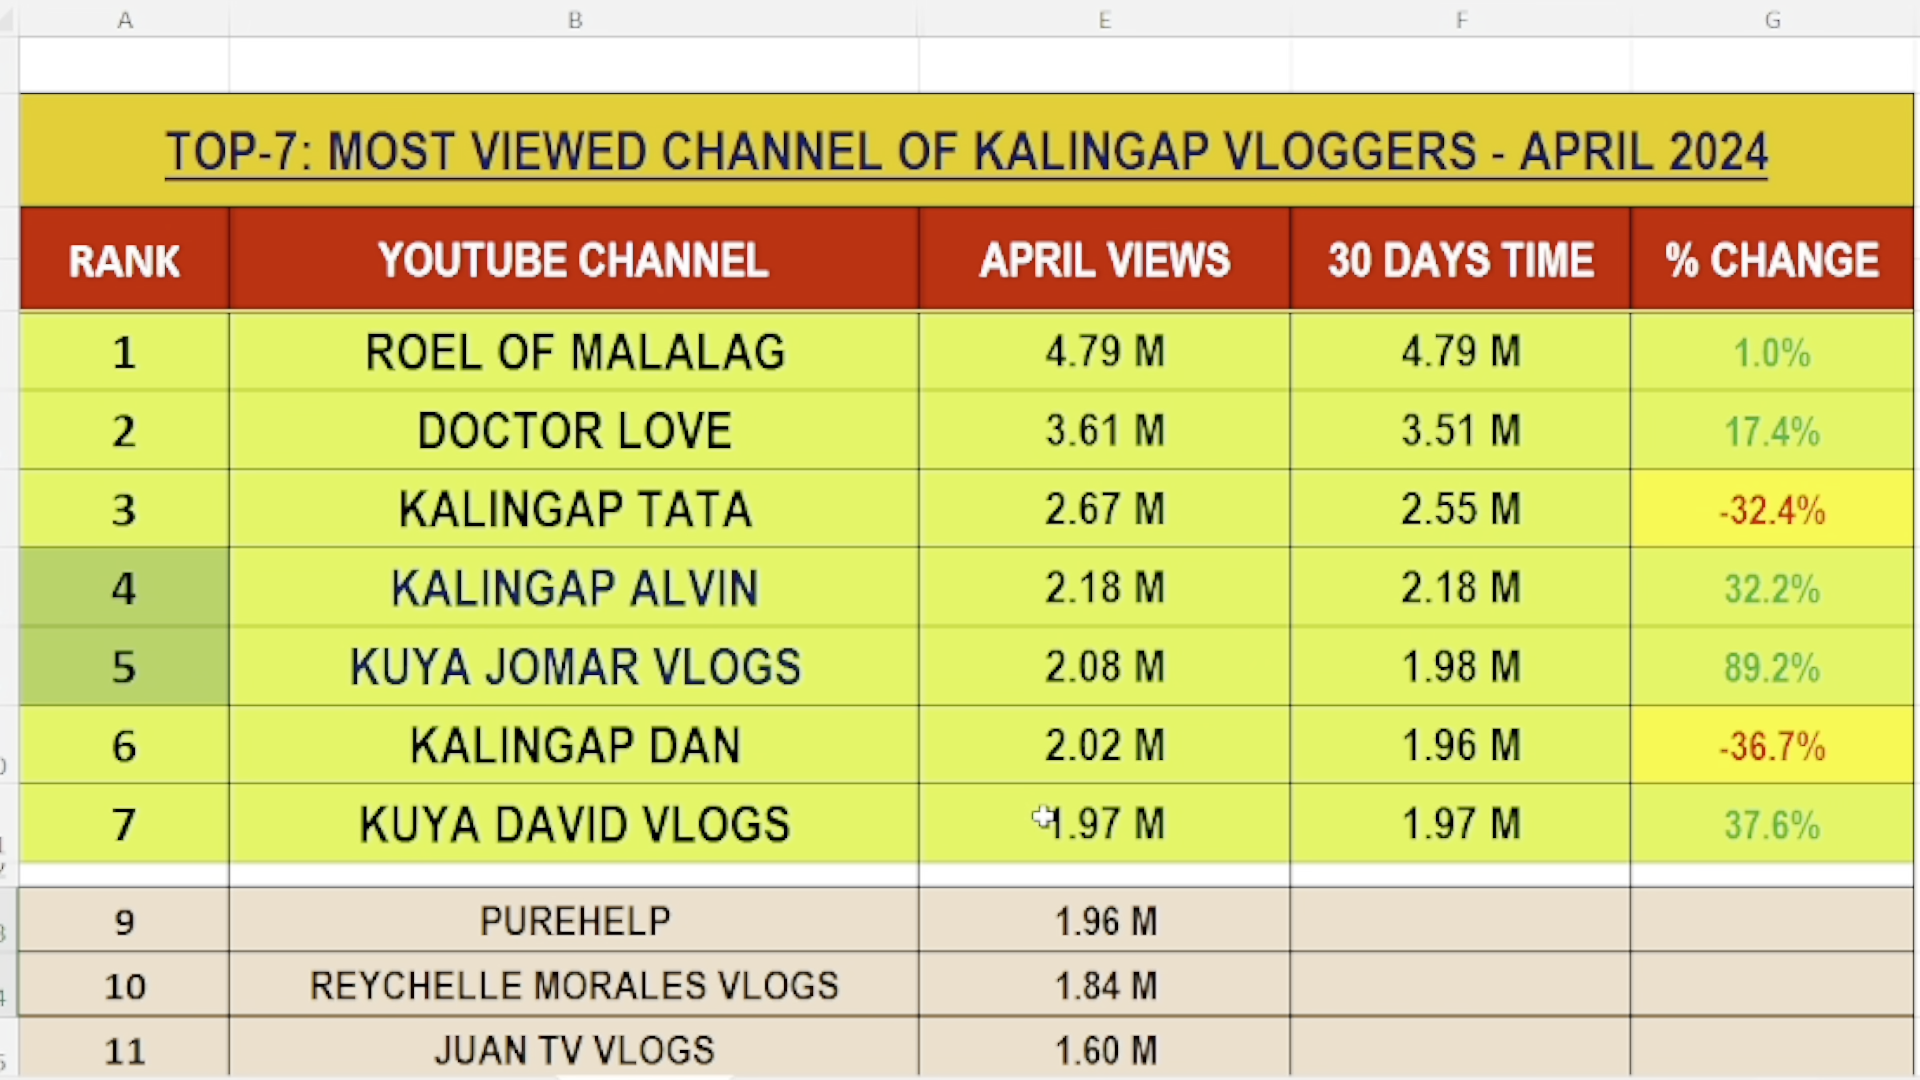 A B E F G
TOP-7: MOST VIEWED CHANNEL OF KALINGAP VLOGGERS - APRIL 2024
RANK YOUTUBE CHANNEL APRIL VIEWS 30 DAYS TIME % CHANGE
1 ROEL OF MALALAG 4.79 M 4.79 M 1.0%
2 DOCTOR LOVE 3.61 M 3.51 M 17.4%
3 KALINGAP TATA 2.67 M 2.55 M -32.4%
4 KALINGAP ALVIN 2.18 M 2.18 M 32.2%
5 KUYA JOMAR VLOGS 2.08 M 1.98 M 89.2%
6 KALINGAP DAN 2.02 M 1.96 M -36.7%
7 KUYA DAVID VLOGS 1.97 M 1.97 M 37.6%
9 PUREHELP 1.96 M
10 REYCHELLE MORALES VLOGS 1.84 M
11 JUAN TV VLOGS 1.60 M